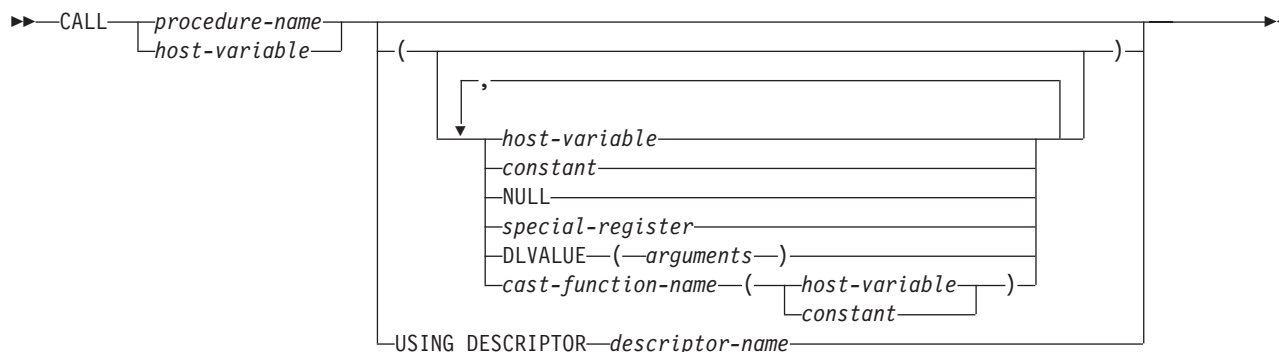 CALL procedure-name
host-variable
( )
,
host-variable
constant
NULL
special-register
DLVALUE ( arguments )
cast-function-name ( host-variable )
constant
USING DESCRIPTOR descriptor-name